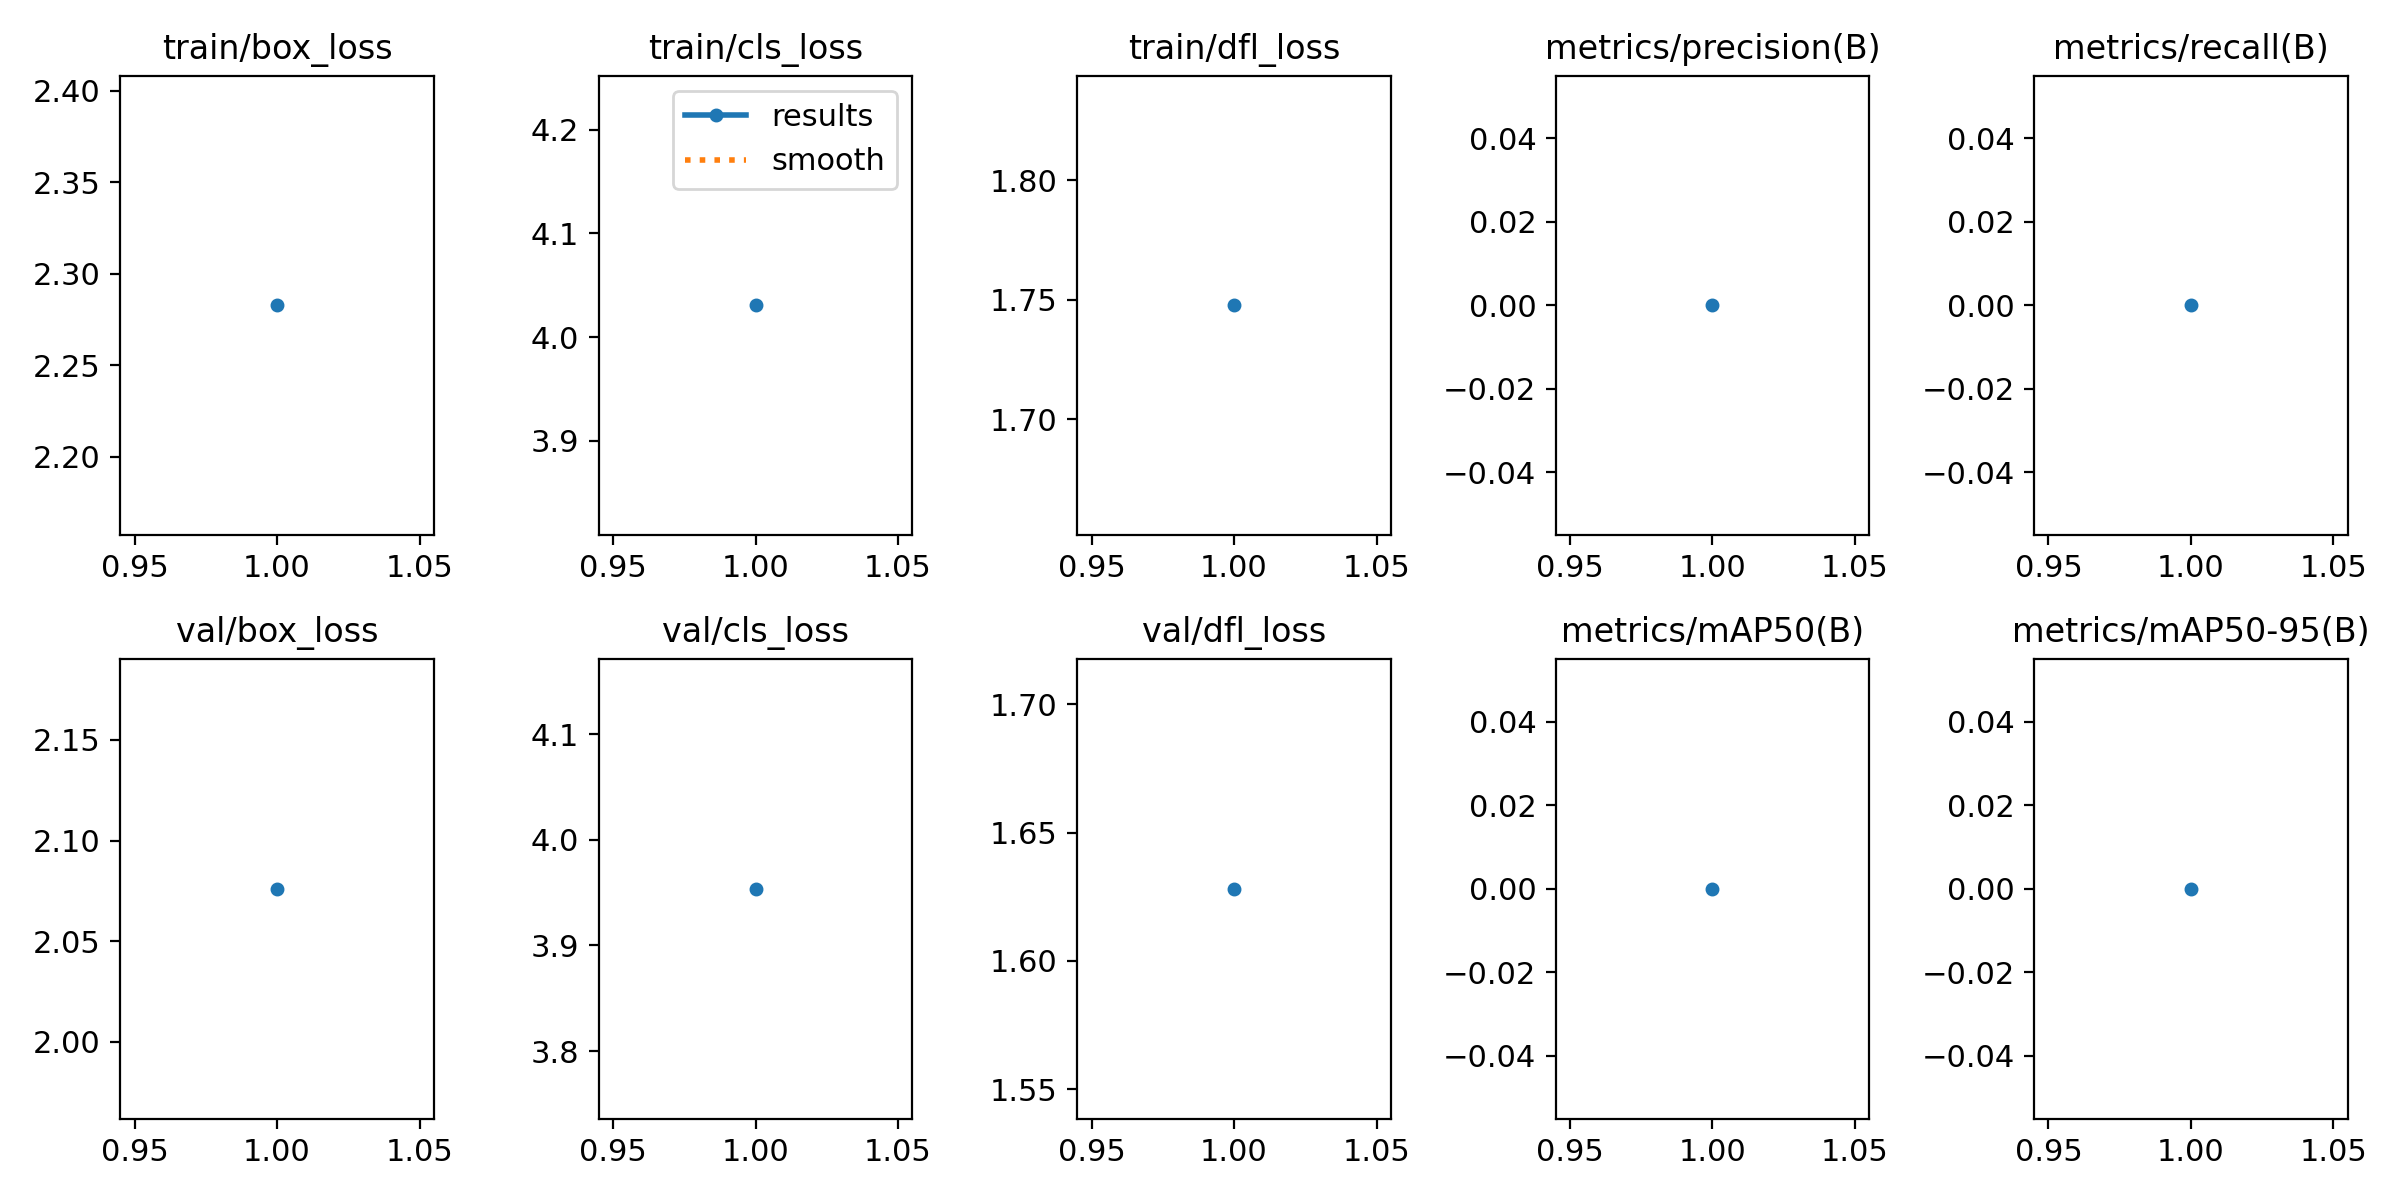 train/box_loss
2.40
2.35
2.30
2.25
2.20
0.95 1.00 1.05
train/cls_loss
results
smooth
4.2
4.1
4.0
3.9
0.95 1.00 1.05
train/dfl_loss
1.80
1.75
1.70
0.95 1.00 1.05
metrics/precision(B)
0.04
0.02
0.00
−0.02
−0.04
0.95 1.00 1.05
metrics/recall(B)
0.04
0.02
0.00
−0.02
−0.04
0.95 1.00 1.05
val/box_loss
2.15
2.10
2.05
2.00
0.95 1.00 1.05
val/cls_loss
4.1
4.0
3.9
3.8
0.95 1.00 1.05
val/dfl_loss
1.70
1.65
1.60
1.55
0.95 1.00 1.05
metrics/mAP50(B)
0.04
0.02
0.00
−0.02
−0.04
0.95 1.00 1.05
metrics/mAP50-95(B)
0.04
0.02
0.00
−0.02
−0.04
0.95 1.00 1.05